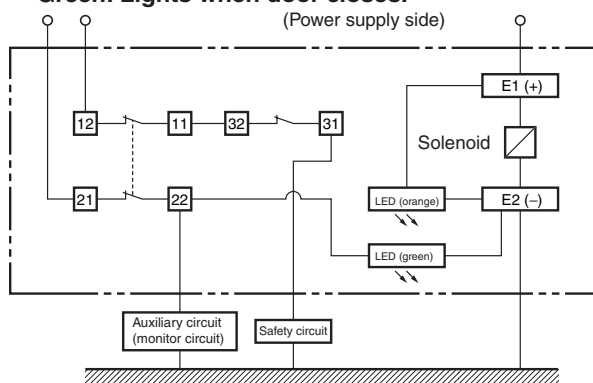 Green: Lights when door closes.
(Power supply side)
E1 (+)
12
11
32
31
Solenoid
21
22
LED (orange)
E2 (−)
LED (green)
Auxiliary circuit
(monitor circuit)
Safety circuit